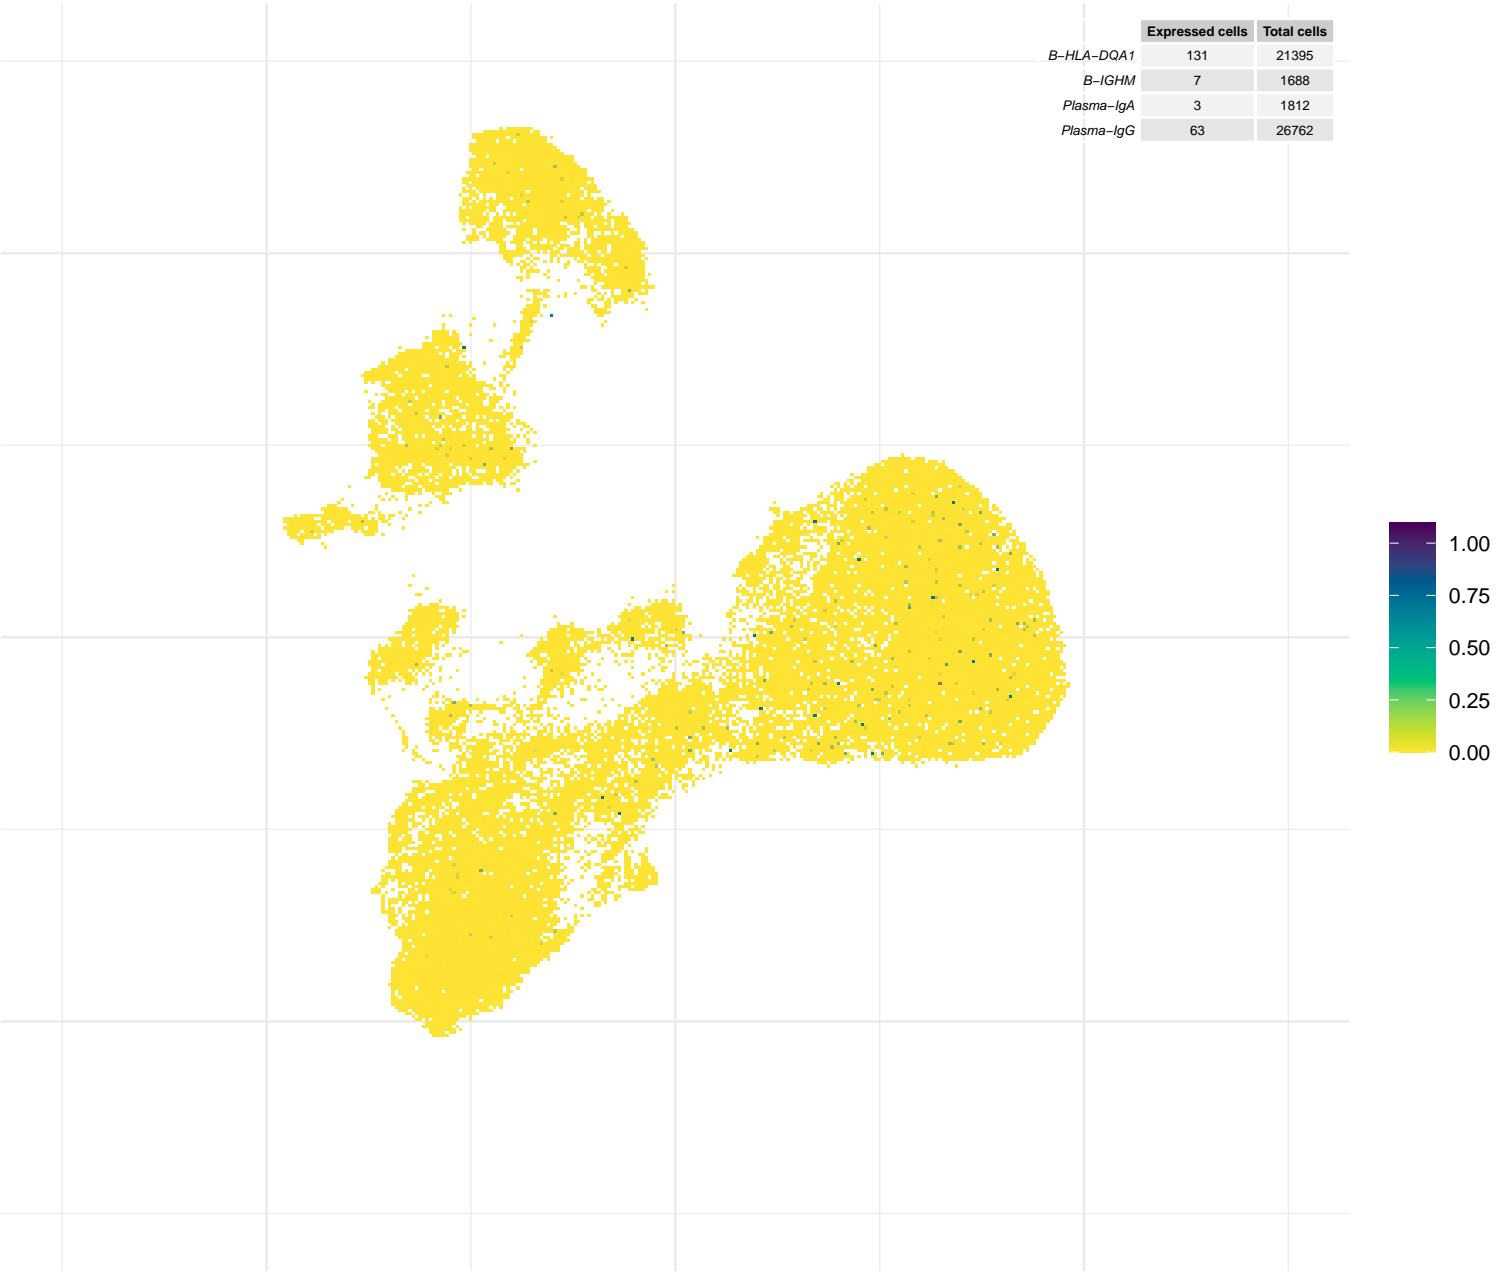 Expressed cells Total cells
B−HLA−DQA1 131 21395
B−IGHM 7 1688
Plasma−IgA 3 1812
Plasma−IgG 63 26762
1.00
0.75
0.50
0.25
0.00